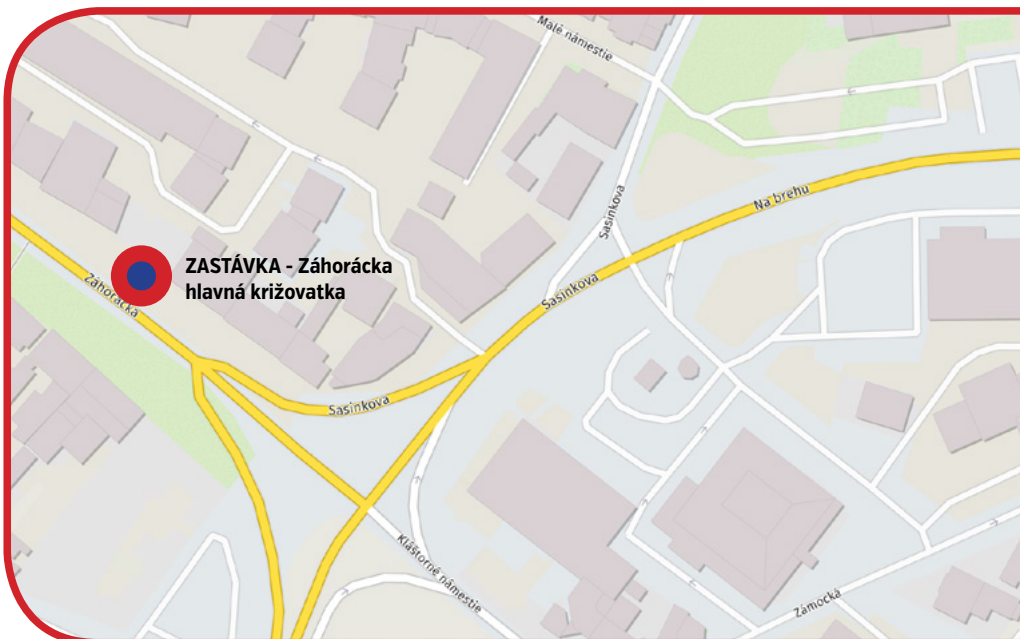 Malé námestie
Sasinkova
Na brehu
ZASTÁVKA - Záhorácka
hlavná križovatka
Záhorácka
Sasinkova
Sasinkova
Kláštorné námestie
Zámocká